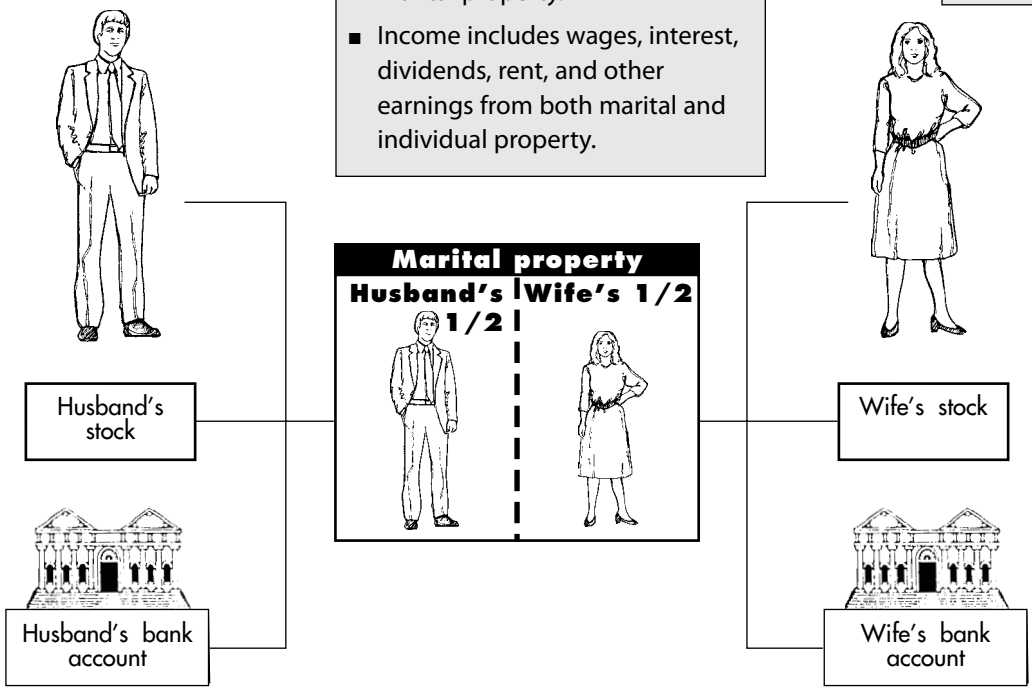 ■ Income includes wages, interest,
dividends, rent, and other
earnings from both marital and
individual property.
Marital property
Husband's
1/2
Wife's 1/2
Husband's
stock
Wife's stock
Husband's bank
account
Wife's bank
account